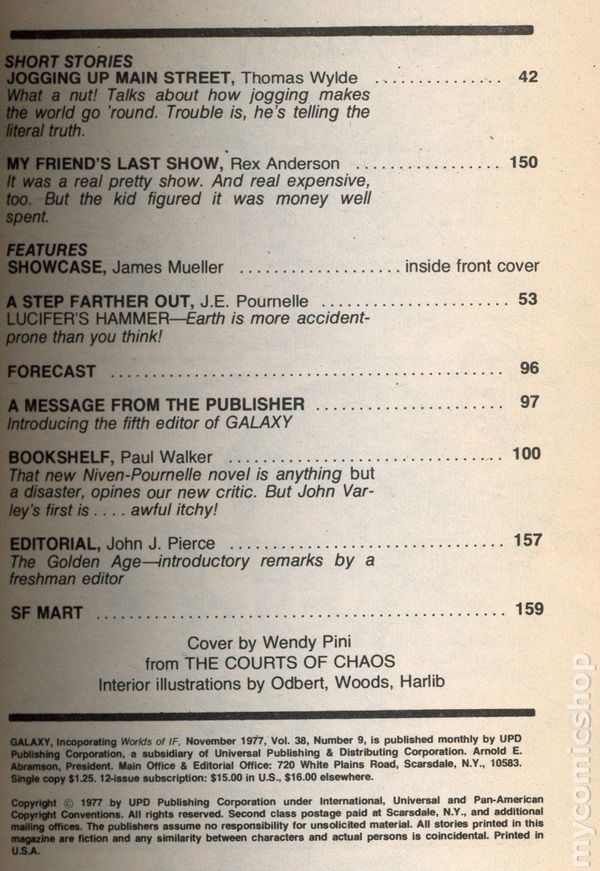 SHORT STORIES
JOGGING UP MAIN STREET, Thomas Wylde ............... 42
What a nut! Talks about how jogging makes
the world go 'round. Trouble is, he's telling the
literal truth.
MY FRIEND'S LAST SHOW, Rex Anderson ................. 150
It was a real pretty show. And real expensive,
too. But the kid figured it was money well
spent.
FEATURES
SHOWCASE, James Mueller ................... inside front cover
A STEP FARTHER OUT, J.E. Pournelle ...................... 53
LUCIFER'S HAMMER—Earth is more accident-
prone than you think!
FORECAST ............................................... 96
A MESSAGE FROM THE PUBLISHER ...................... 97
Introducing the fifth editor of GALAXY
BOOKSHELF, Paul Walker ................................ 100
That new Niven-Pournelle novel is anything but
a disaster, opines our new critic. But John Var-
ley's first is . . . . awful itchy!
EDITORIAL, John J. Pierce ................................ 157
The Golden Age—introductory remarks by a
freshman editor
SF MART ................................................ 159
Cover by Wendy Pini
from THE COURTS OF CHAOS
Interior illustrations by Odbert, Woods, Harlib
GALAXY, Incoporating Worlds of IF, November 1977, Vol. 38, Number 9, is published monthly by UPD
Publishing Corporation, a subsidiary of Universal Publishing & Distributing Corporation. Arnold E.
Abramson, President. Main Office & Editorial Office: 720 White Plains Road, Scarsdale, N.Y., 10583.
Single copy $1.25. 12-issue subscription: $15.00 in U.S., $16.00 elsewhere.
Copyright © 1977 by UPD Publishing Corporation under International, Universal and Pan-American
Copyright Conventions. All rights reserved. Second class postage paid at Scarsdale, N.Y., and additional
mailing offices. The publishers assume no responsibility for unsolicited material. All stories printed in this
magazine are fiction and any similarity between characters and actual persons is coincidental. Printed in
U.S.A.
mycomicshop